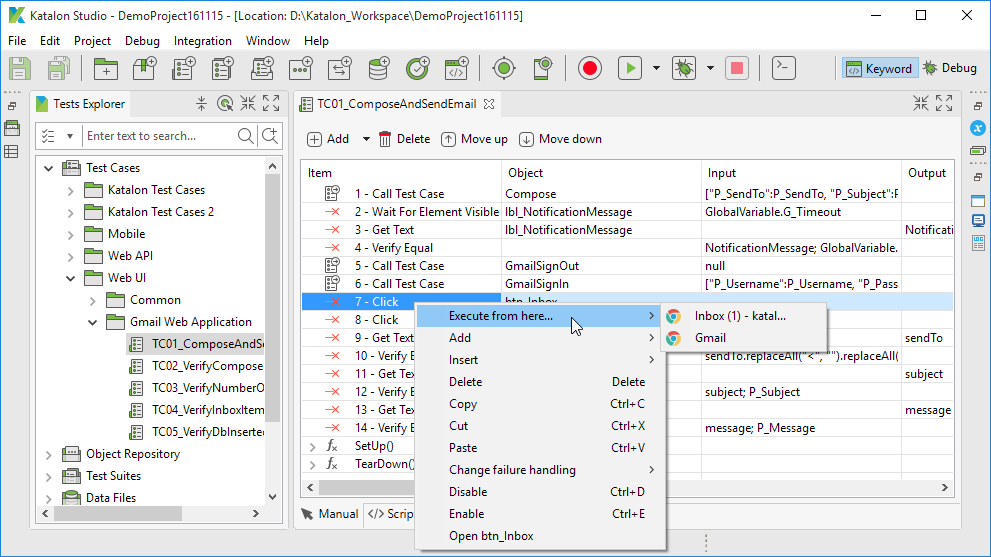 Katalon Studio - DemoProject161115 - [Location: D:\Katalon_Workspace\DemoProject161115]
File Edit Project Debug Integration Window Help
Keyword Debug
Tests Explorer
Enter text to search...
Test Cases
Katalon Test Cases
Katalon Test Cases 2
Mobile
Web API
Web UI
Common
Gmail Web Application
TC01_ComposeAndSe
TC02_VerifyCompose
TC03_VerifyNumberO
TC04_VerifyInboxItem
TC05_VerifyDbInserted
Object Repository
Test Suites
Data Files
TC01_ComposeAndSendEmail
Add Delete Move up Move down
Item Object Input Output
1 - Call Test Case Compose ["P_SendTo":P_SendTo, "P_Subject":P
2 - Wait For Element Visible lbl_NotificationMessage GlobalVariable.G_Timeout
3 - Get Text lbl_NotificationMessage Notificati
4 - Verify Equal NotificationMessage; GlobalVariable.
5 - Call Test Case GmailSignOut null
6 - Call Test Case GmailSignIn ["P_Username":P_Username, "P_Pass
7 - Click btn_Inbox
8 - Click
9 - Get Text sendTo
10 - Verify E sendTo.replaceAll("<", "").replaceAll(
11 - Get Tex subject
12 - Verify E subject; P_Subject
13 - Get Tex message
14 - Verify E message; P_Message
SetUp()
TearDown()
Manual </> Scrip
Execute from here...
Add
Insert
Delete Delete
Copy Ctrl+C
Cut Ctrl+X
Paste Ctrl+V
Change failure handling
Disable Ctrl+D
Enable Ctrl+E
Open btn_Inbox
Inbox (1) - katal...
Gmail